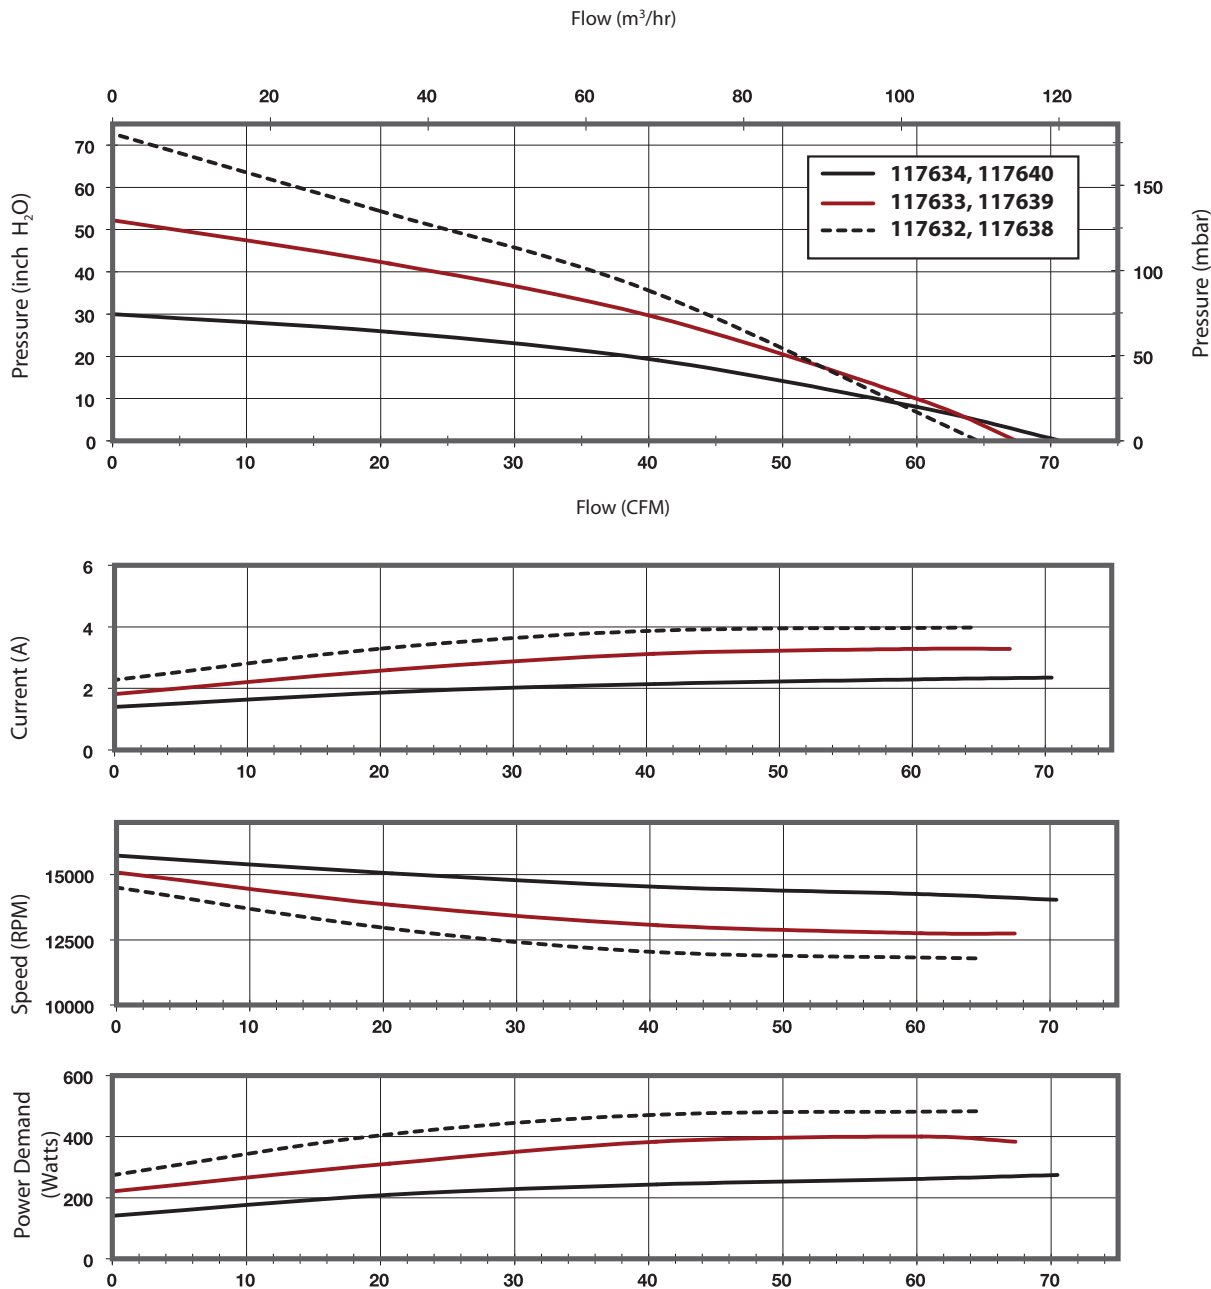 Flow (m³/hr)
0 20 40 60 80 100 120
Pressure (inch H₂O)
70
60
50
40
30
20
10
0
117634, 117640
117633, 117639
117632, 117638
150
100
50
0
Pressure (mbar)
0 10 20 30 40 50 60 70
Flow (CFM)
Current (A)
6
4
2
0
0 10 20 30 40 50 60 70
Speed (RPM)
15000
12500
10000
0 10 20 30 40 50 60 70
Power Demand
(Watts)
600
400
200
0
0 10 20 30 40 50 60 70